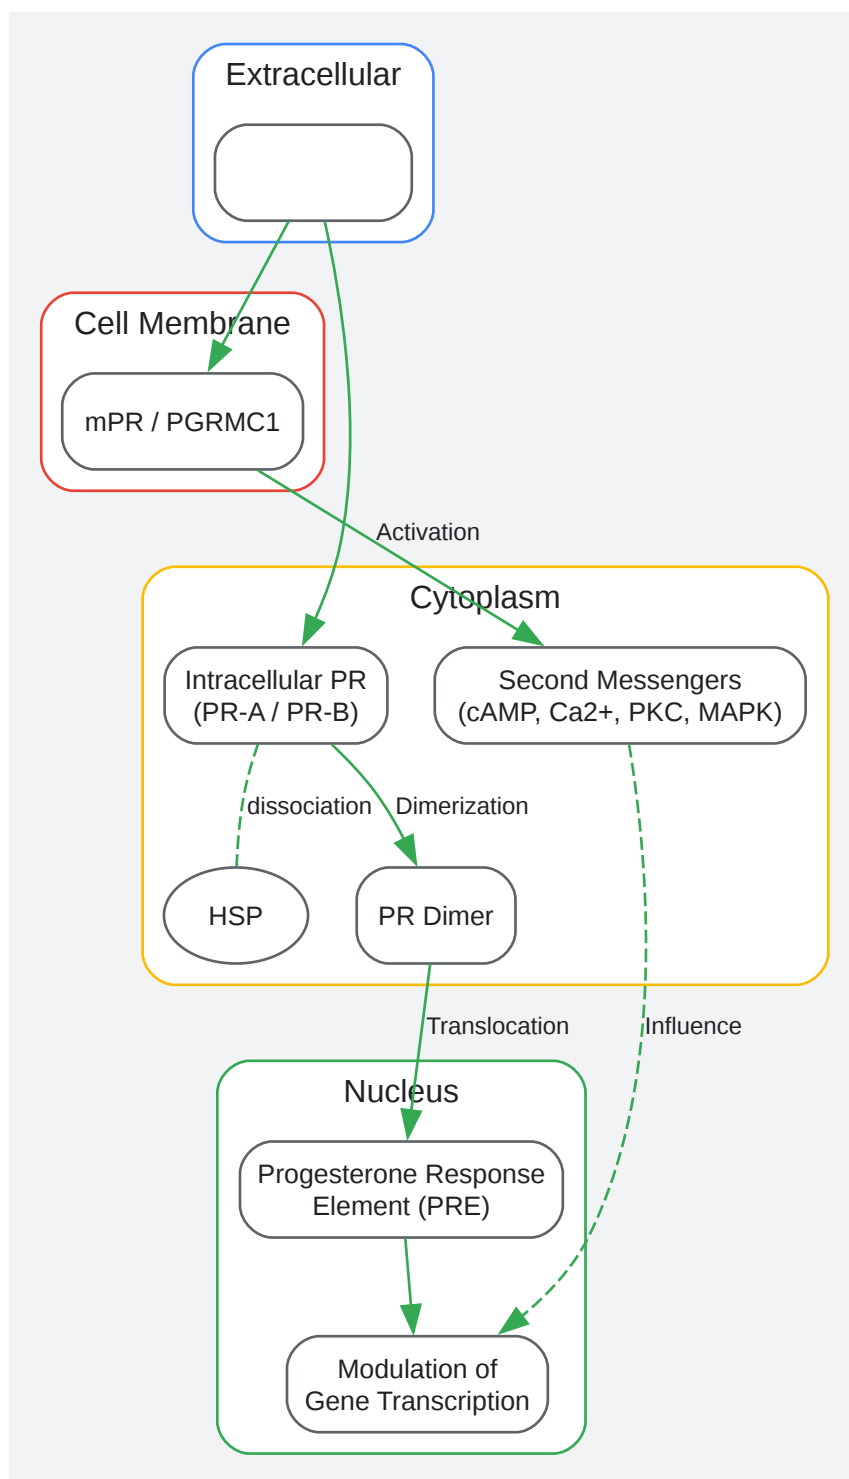 Extracellular
Cell Membrane
mPR / PGRMC1
Activation
Cytoplasm
Intracellular PR
(PR-A / PR-B)
Second Messengers
(cAMP, Ca2+, PKC, MAPK)
dissociation
Dimerization
HSP
PR Dimer
Translocation
Influence
Nucleus
Progesterone Response
Element (PRE)
Modulation of
Gene Transcription